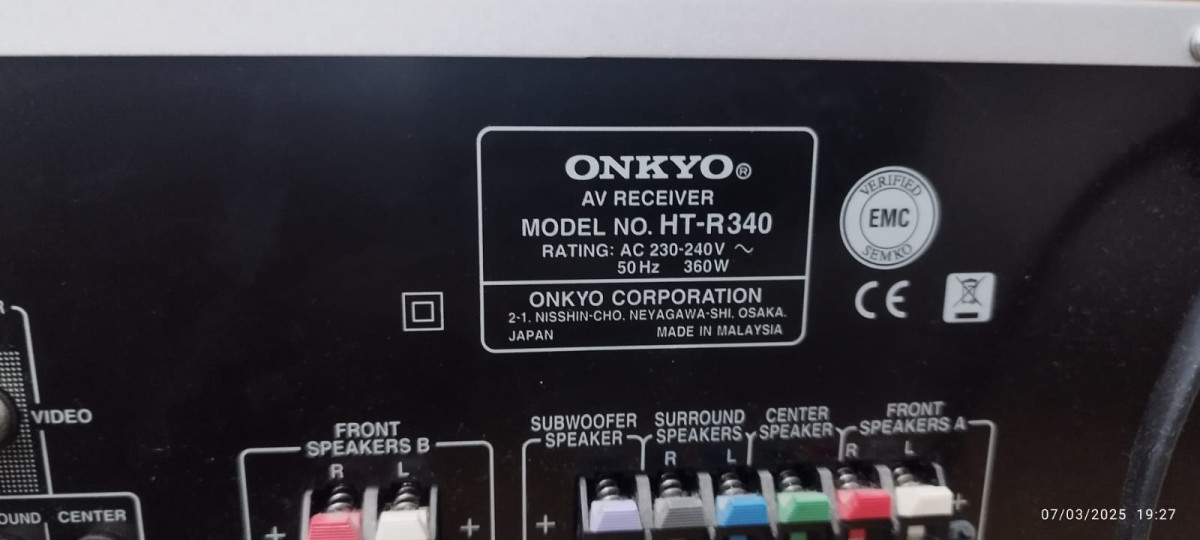 ONKYO®
AV RECEIVER
MODEL NO. HT-R340
RATING: AC 230-240V ~
50Hz 360W
ONKYO CORPORATION
2-1, NISSHIN-CHO, NEYAGAWA-SHI, OSAKA,
JAPAN MADE IN MALAYSIA
VERIFIED
EMC
SEMKO
CE
VIDEO
CENTER
FRONT
SPEAKERS B
R L
+ +
SUBWOOFER
SPEAKER
SURROUND
SPEAKERS
R L
CENTER
SPEAKER
FRONT
SPEAKERS A
R L
+ +
07/03/2025 19:27